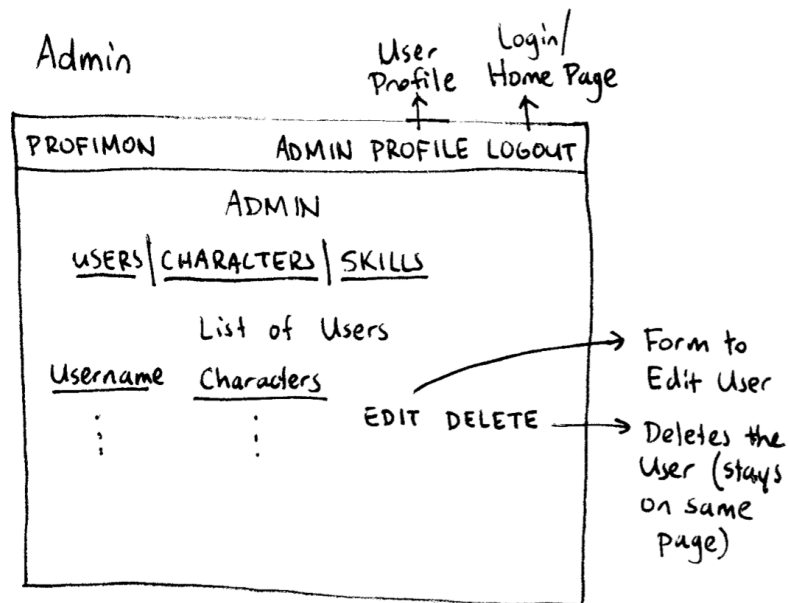 Admin
User
Profile
Login/
Home Page
PROFIMON ADMIN PROFILE LOGOUT
ADMIN
USERS | CHARACTERS | SKILLS
List of Users
Username Characters
EDIT DELETE
Form to
Edit User
Deletes the
User (stays
on same
page)